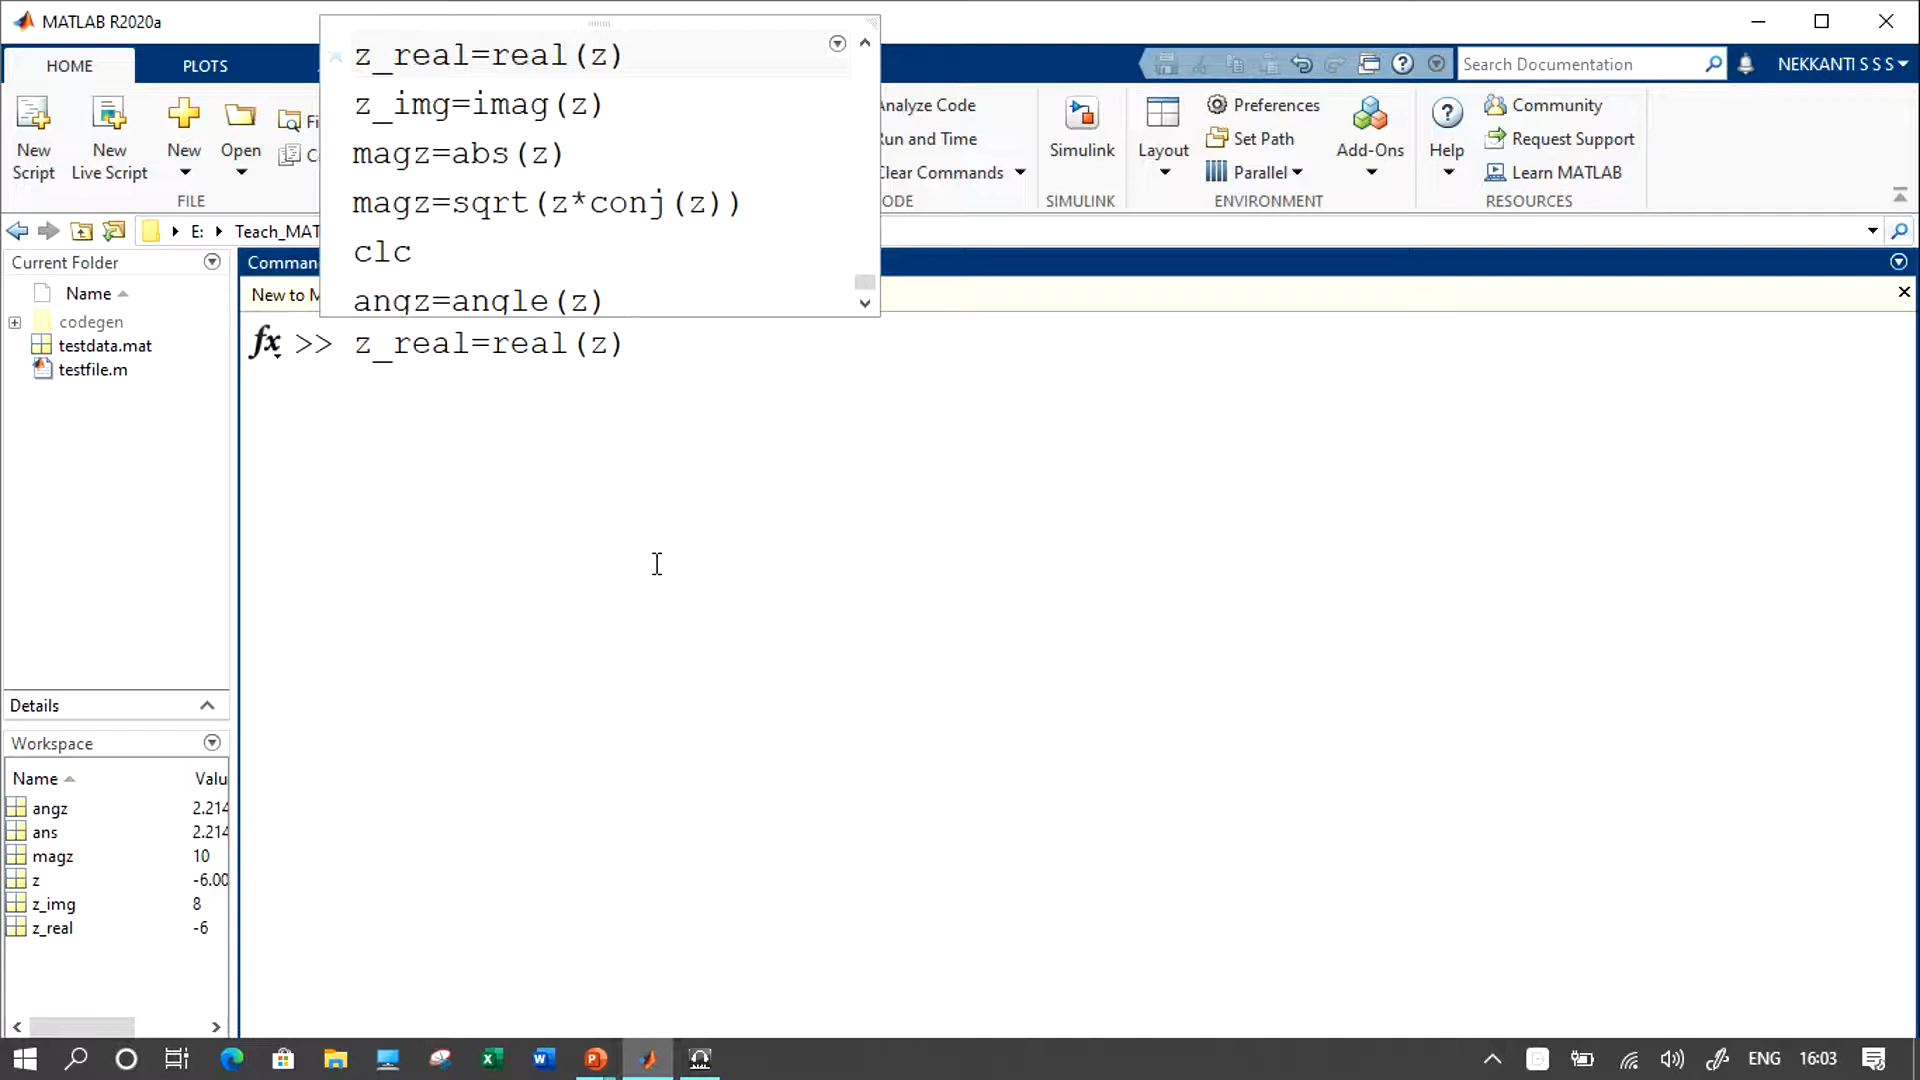 MATLAB R2020a
HOME
PLOTS
Search Documentation
NEKKANTI S S S
New Script
New Live Script
New
Open
FILE
z_real=real(z)
z_img=imag(z)
magz=abs(z)
magz=sqrt(z*conj(z))
clc
angz=angle(z)
Analyze Code
Run and Time
Clear Commands
Simulink
SIMULINK
Layout
Preferences
Set Path
Parallel
Add-Ons
ENVIRONMENT
Help
Community
Request Support
Learn MATLAB
RESOURCES
E:
Teach_MAT
Current Folder
Name
codegen
testdata.mat
testfile.m
Comman
New to M
fx >> z_real=real(z)
Details
Workspace
Name Valu
angz 2.214
ans 2.214
magz 10
z -6.00
z_img 8
z_real -6
ENG 16:03